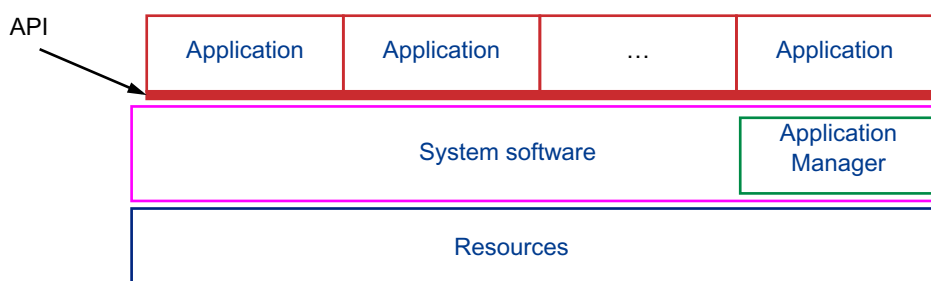 API
Application
Application
…
Application
System software
Application
Manager
Resources